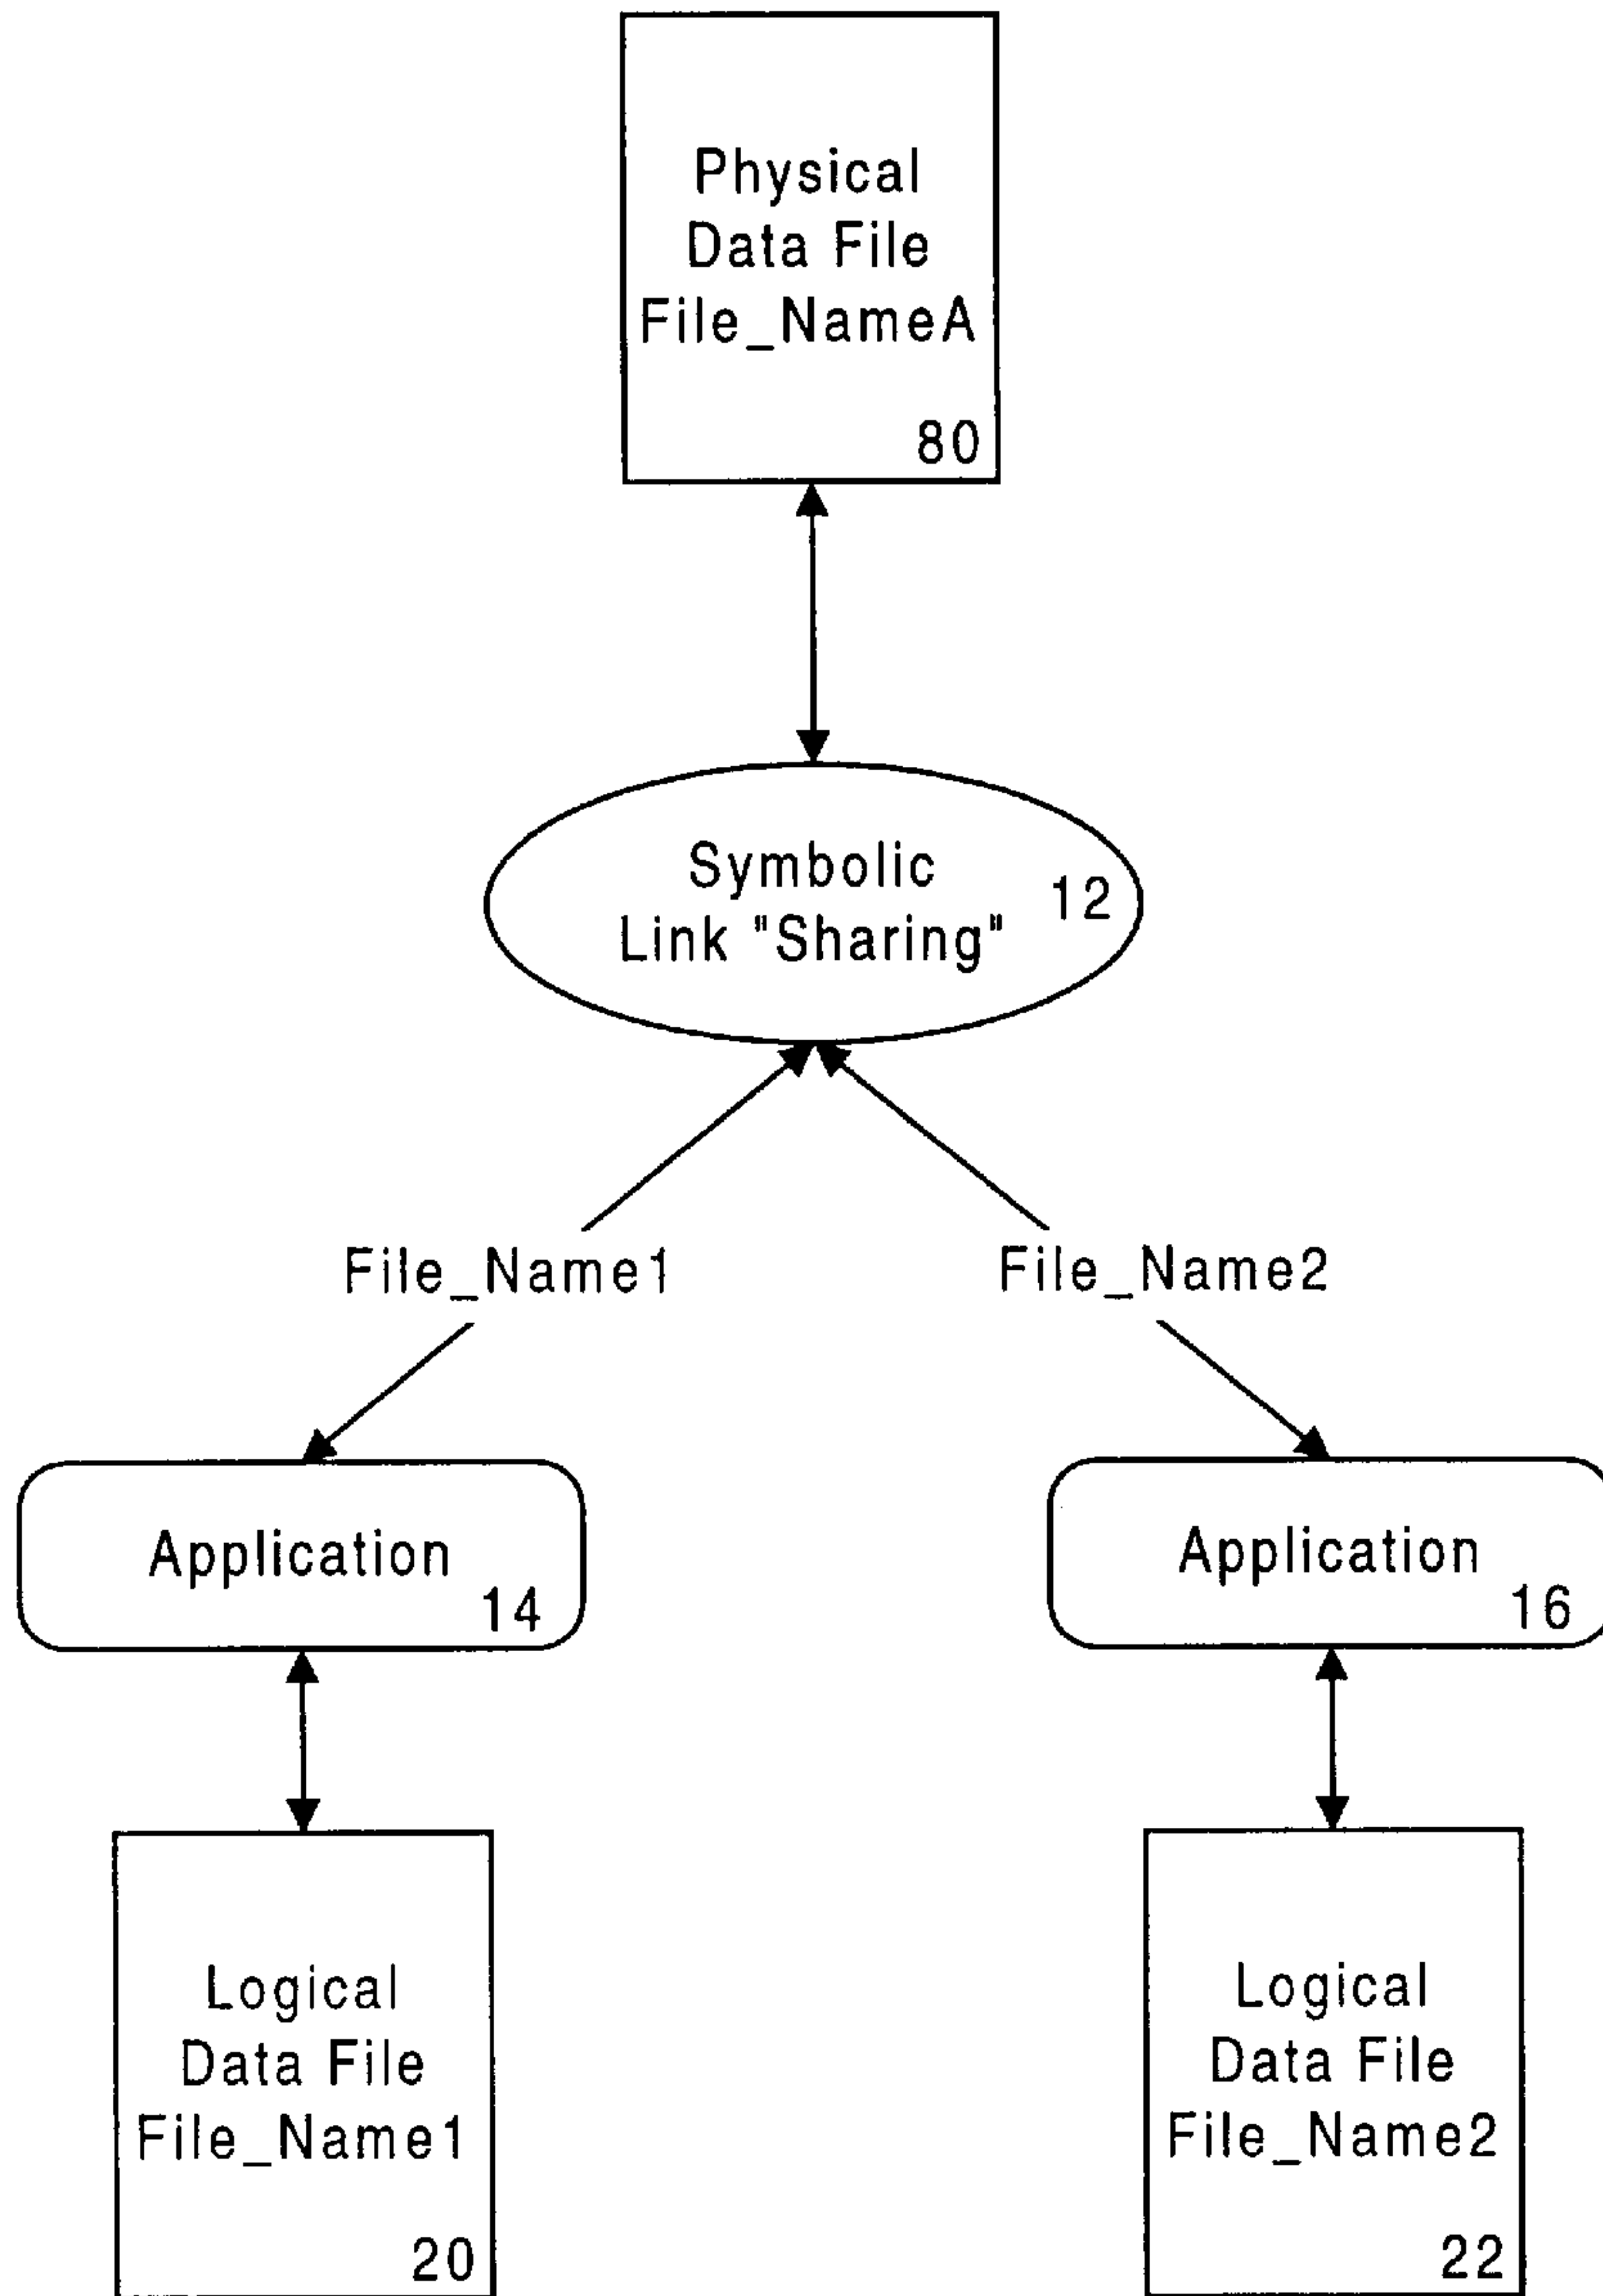 Physical
Data File
File_NameA
80
Symbolic
Link "Sharing"
12
File_Name1
File_Name2
Application
14
Application
16
Logical
Data File
File_Name1
20
Logical
Data File
File_Name2
22